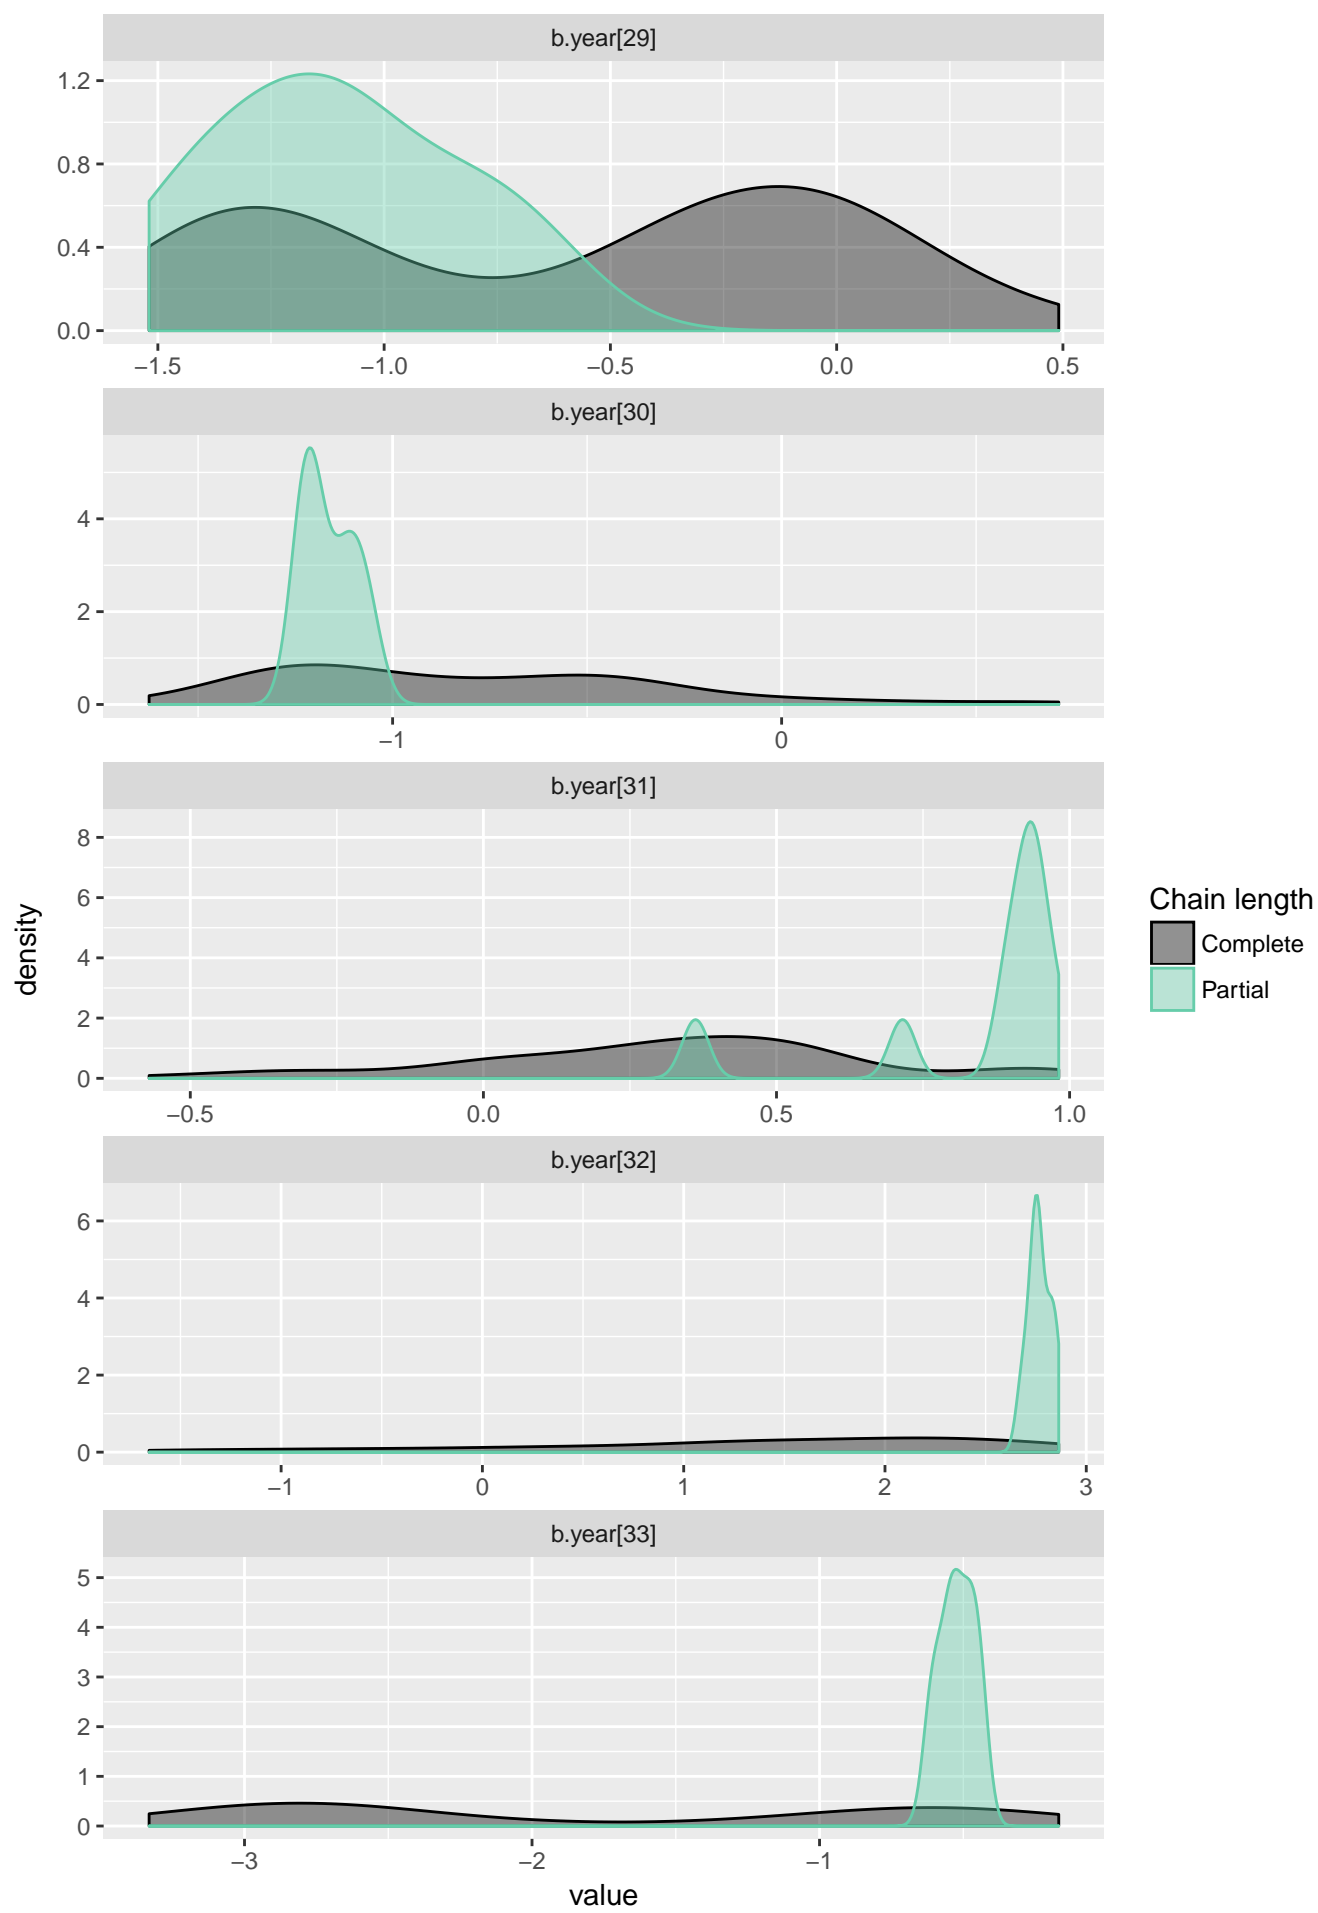 b.year[29]
1.2
0.8
0.4
0.0
−1.5 −1.0 −0.5 0.0 0.5
b.year[30]
4
2
0
−1 0
b.year[31]
8
6
4
2
0
−0.5 0.0 0.5 1.0
b.year[32]
6
4
2
0
−1 0 1 2 3
b.year[33]
5
4
3
2
1
0
−3 −2 −1
value
density
Chain length
Complete
Partial